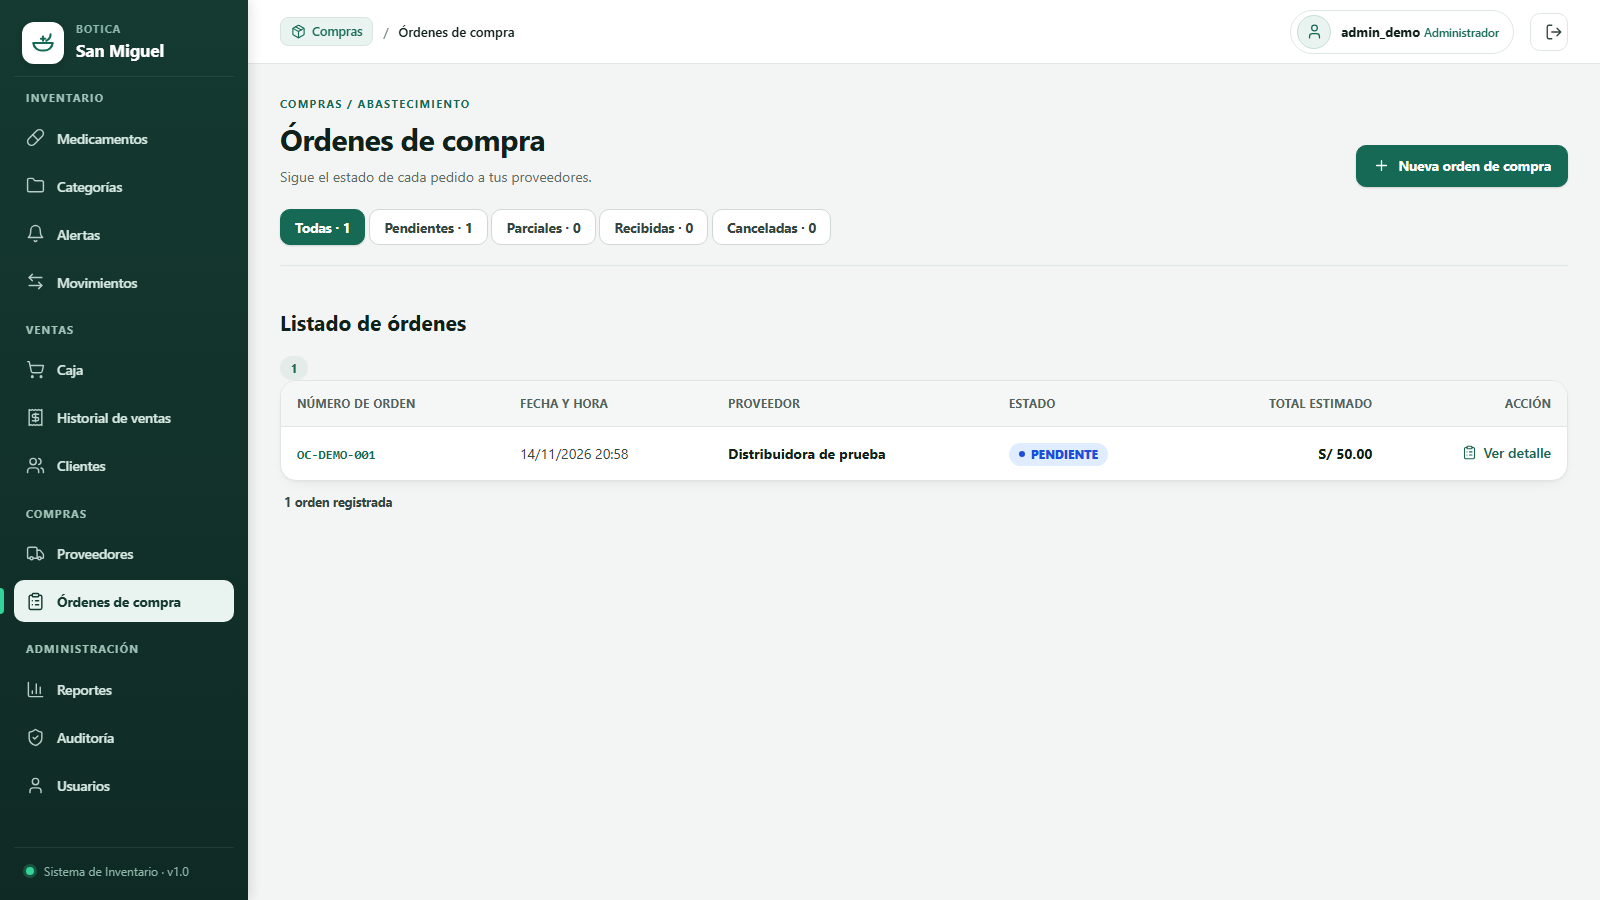 BOTICA
San Miguel
INVENTARIO
Medicamentos
Categorías
Alertas
Movimientos
VENTAS
Caja
Historial de ventas
Clientes
COMPRAS
Proveedores
Órdenes de compra
ADMINISTRACIÓN
Reportes
Auditoría
Usuarios
Sistema de Inventario · v1.0
Compras / Órdenes de compra
admin_demo Administrador
COMPRAS / ABASTECIMIENTO
Órdenes de compra
Sigue el estado de cada pedido a tus proveedores.
+ Nueva orden de compra
Todas · 1 Pendientes · 1 Parciales · 0 Recibidas · 0 Canceladas · 0
Listado de órdenes
1
NÚMERO DE ORDEN FECHA Y HORA PROVEEDOR ESTADO TOTAL ESTIMADO ACCIÓN
OC-DEMO-001 14/11/2026 20:58 Distribuidora de prueba PENDIENTE S/ 50.00 Ver detalle
1 orden registrada